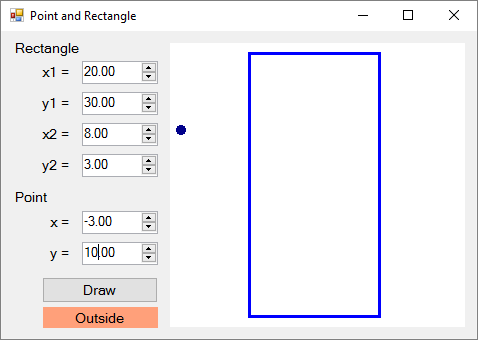 Point and Rectangle
Rectangle
x1 = 20.00
y1 = 30.00
x2 = 8.00
y2 = 3.00
Point
x = -3.00
y = 10.00
Draw
Outside